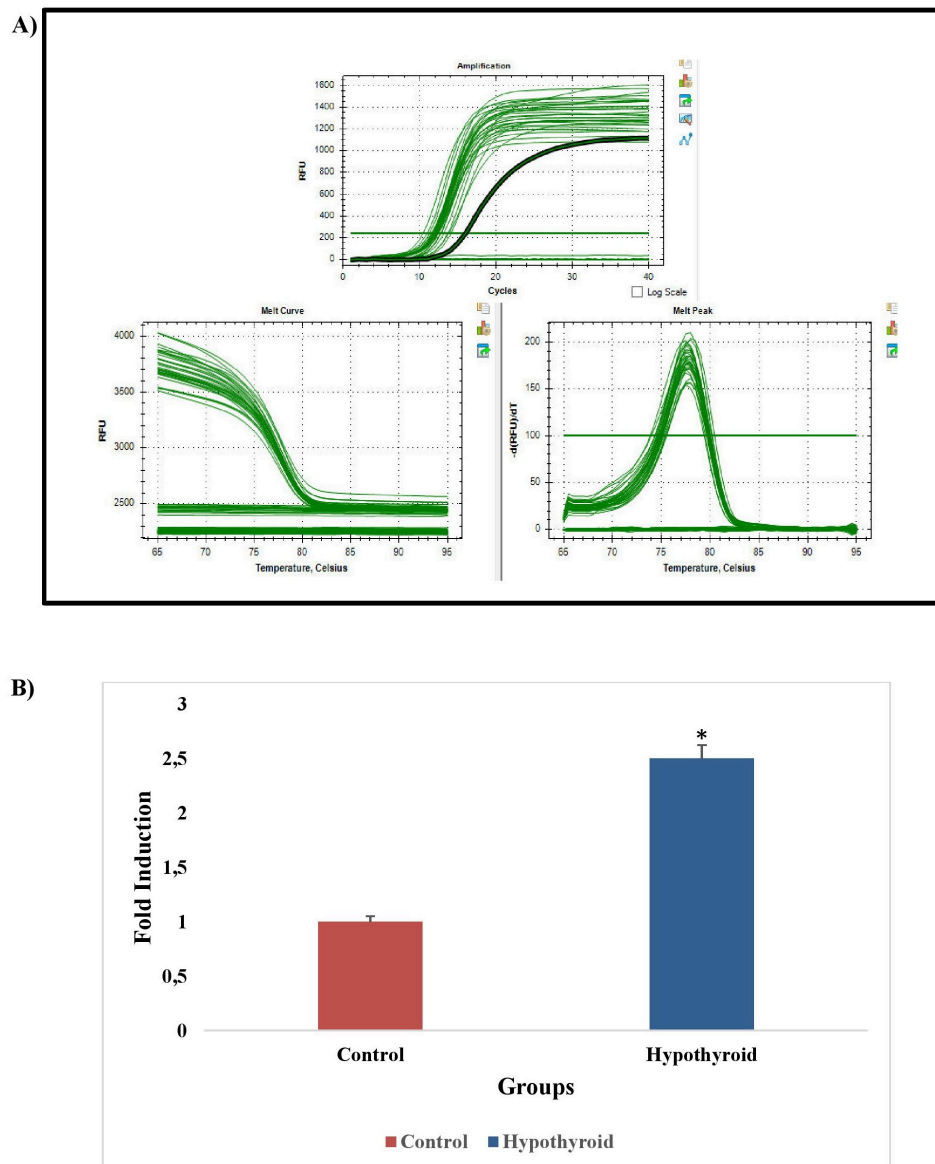 A)
Amplification
1600
1400
1200
1000
800
600
400
200
0
RFU
0 10 20 30 40
Cycles
Log Scale
Melt Curve
4000
3500
3000
2500
RFU
65 70 75 80 85 90 95
Temperature, Celsius
Melt Peak
200
150
100
50
0
-d(RFU)/dT
65 70 75 80 85 90 95
Temperature, Celsius
B)
3
2,5
2
1,5
1
0,5
0
Fold Induction
*
Control Hypothyroid
Groups
Control Hypothyroid